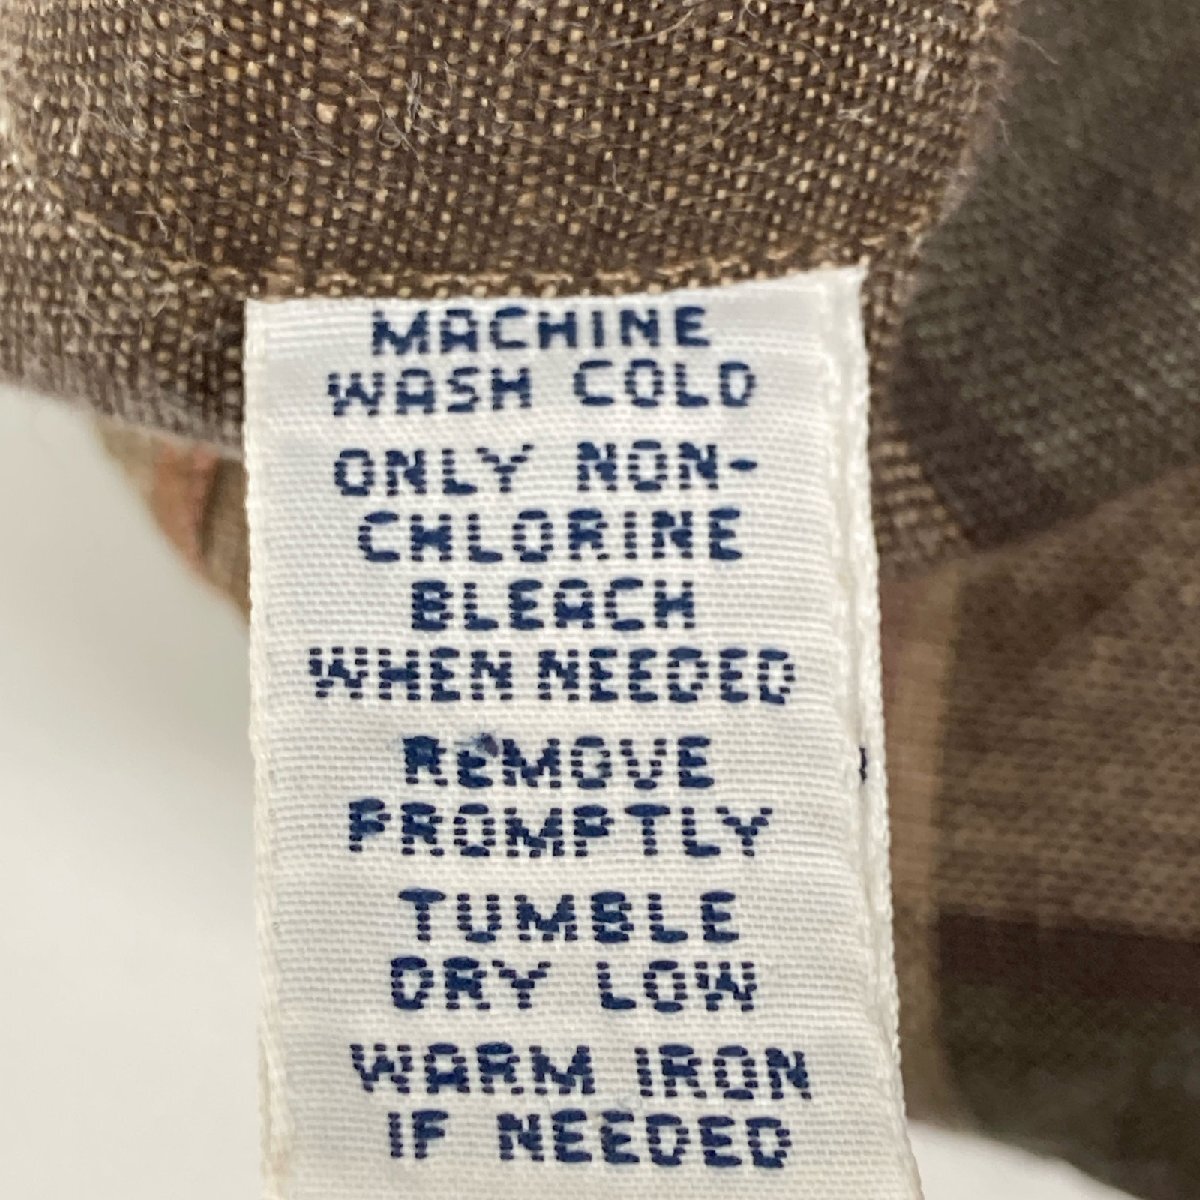 MACHINE
WASH COLD
ONLY NON-
CHLORINE
BLEACH
WHEN NEEDED
REMOVE
PROMPTLY
TUMBLE
DRY LOW
WARM IRON
IF NEEDED